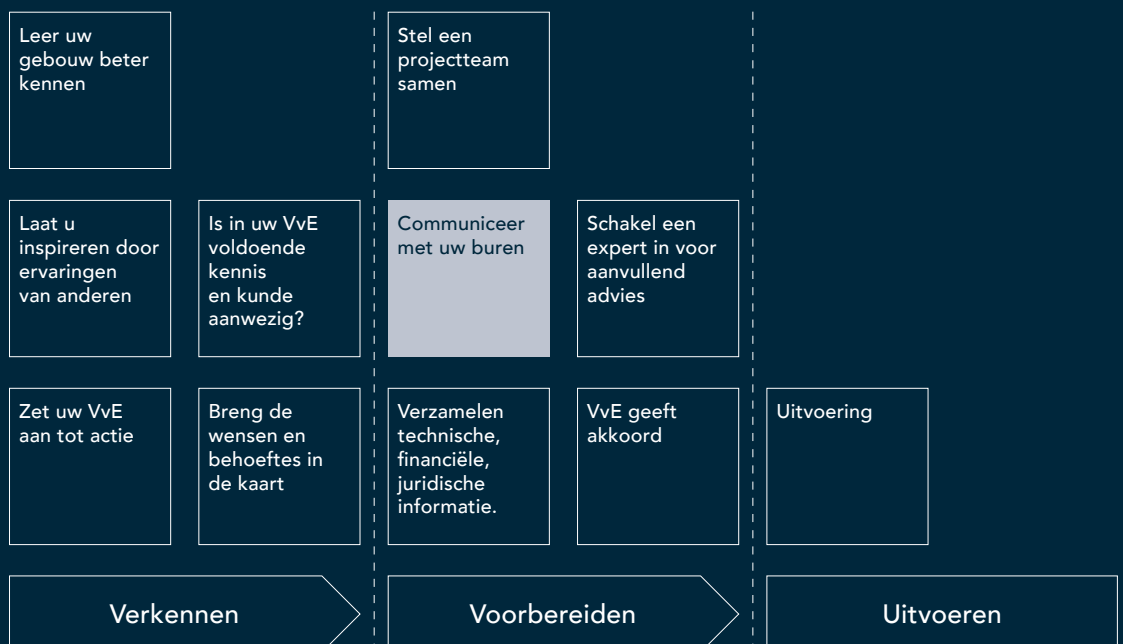 Leer uw
gebouw beter
kennen
Stel een
projectteam
samen
Laat u
inspireren door
ervaringen
van anderen
Is in uw VvE
voldoende
kennis
en kunde
aanwezig?
Communiceer
met uw buren
Schakel een
expert in voor
aanvullend
advies
Zet uw VvE
aan tot actie
Breng de
wensen en
behoeftes in
de kaart
Verzamelen
technische,
financiële,
juridische
informatie.
VvE geeft
akkoord
Uitvoering
Verkennen
Voorbereiden
Uitvoeren